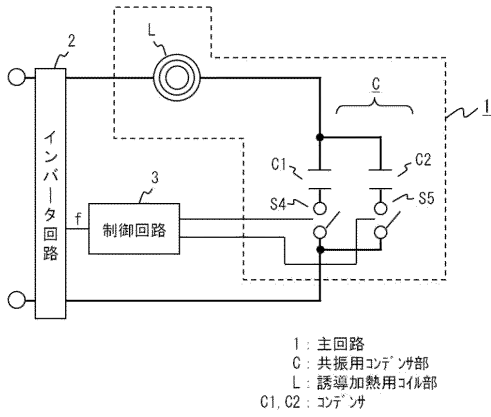 L
2
C
1
C1
C2
インバータ回路
3
S4
S5
f
制御回路
1 : 主回路
C : 共振用ｺﾝﾃﾞﾝｻ部
L : 誘導加熱用ｺｲﾙ部
C1, C2 : ｺﾝﾃﾞﾝｻ